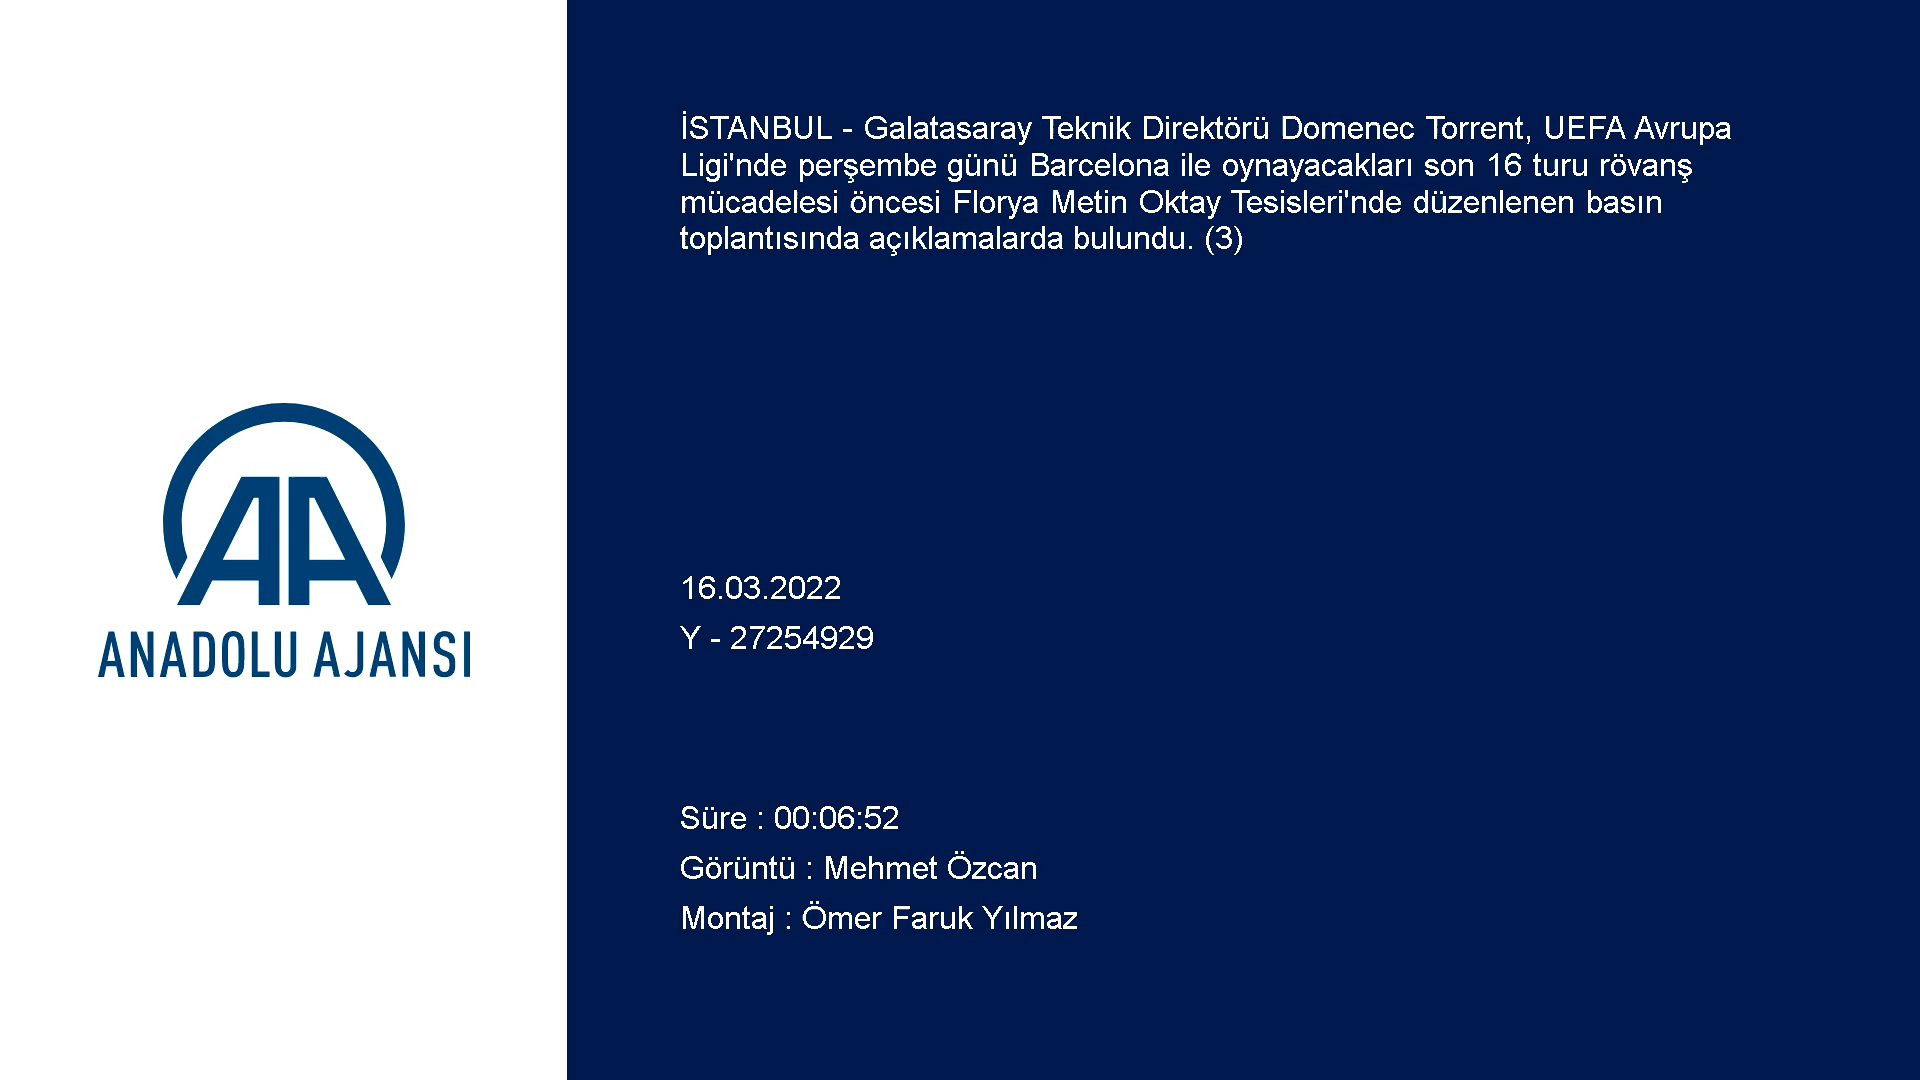 İSTANBUL - Galatasaray Teknik Direktörü Domenec Torrent, UEFA Avrupa
Ligi'nde perşembe günü Barcelona ile oynayacakları son 16 turu rövanş
mücadelesi öncesi Florya Metin Oktay Tesisleri'nde düzenlenen basın
toplantısında açıklamalarda bulundu. (3)
AA
ANADOLU AJANSI
16.03.2022
Y - 27254929
Süre : 00:06:52
Görüntü : Mehmet Özcan
Montaj : Ömer Faruk Yılmaz